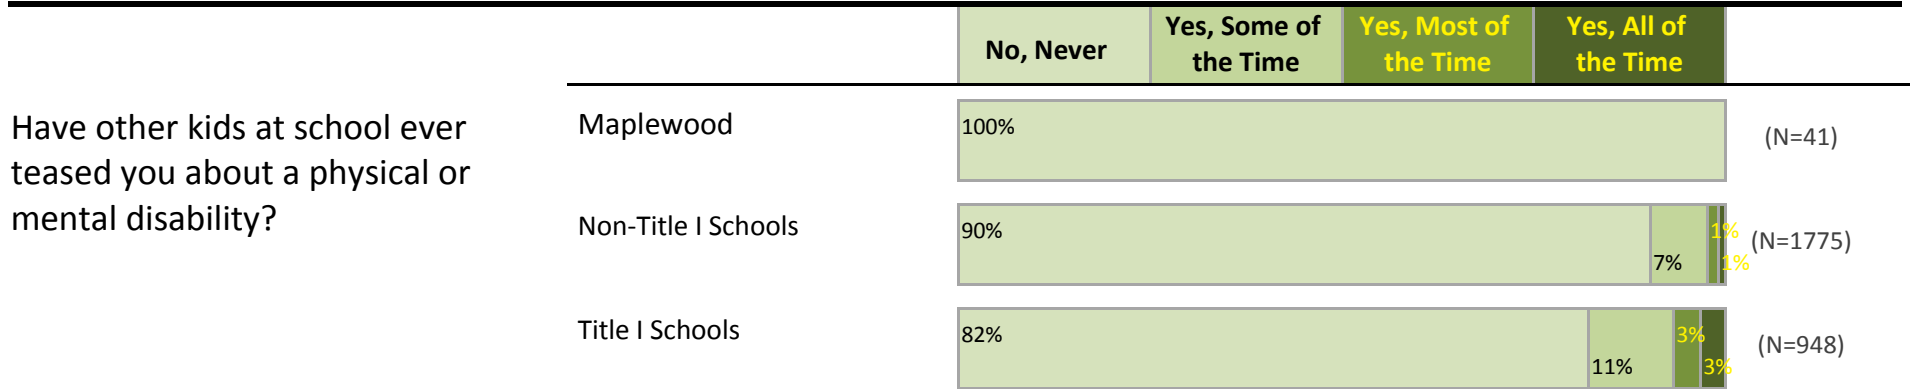 No, Never
Yes, Some of
the Time
Yes, Most of
the Time
Yes, All of
the Time
Have other kids at school ever
teased you about a physical or
mental disability?
Maplewood
100%
(N=41)
Non-Title I Schools
90%
7%
1%
1%
(N=1775)
Title I Schools
82%
11%
3%
3%
(N=948)